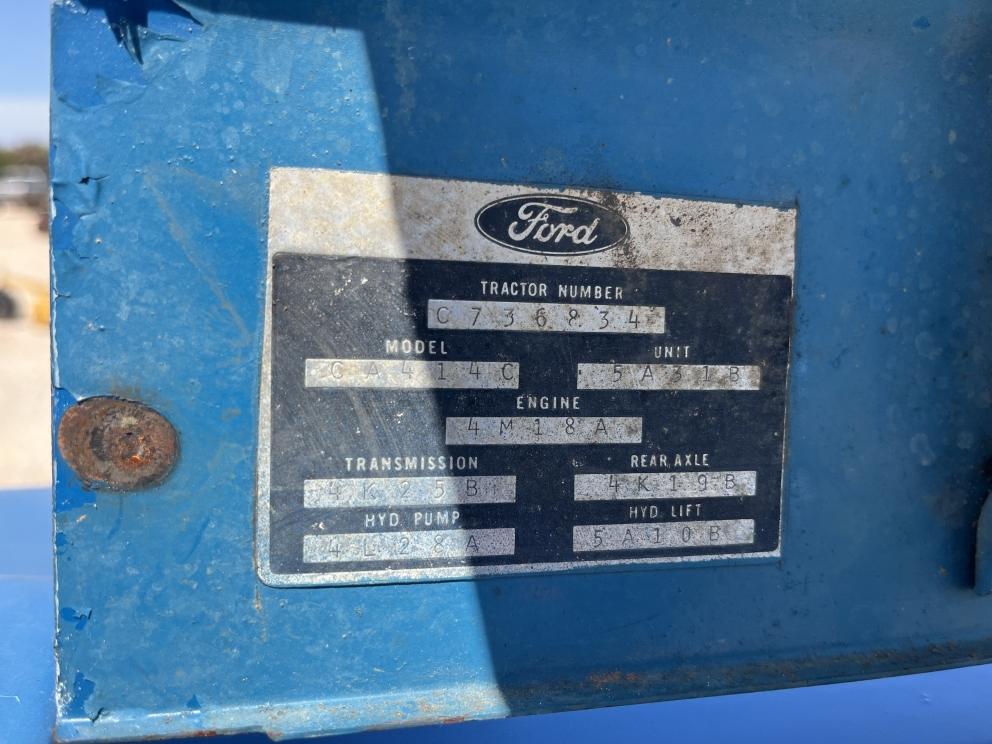 Ford
TRACTOR NUMBER
C736834
MODEL UNIT
CA414C 5A31B
ENGINE
4M18A
TRANSMISSION REAR AXLE
4K25B 4K19B
HYD. PUMP HYD. LIFT
4L28A 5A10B